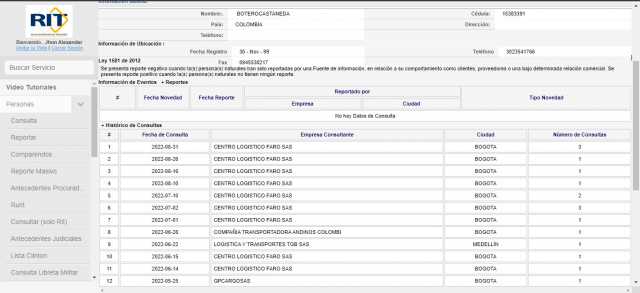 RIT
Bienvenido: Jhon Alexander
Visitar la Web | Cerrar Sesión
Buscar Servicio
Video Tutoriales
Personas
Consulta
Reportar
Comparendos
Reporte Masivo
Antecedentes Procurad...
Runt
Consultar (solo Rit)
Antecedentes Judiciales
Lista Clinton
Consulta Libreta Militar
Nombre: BOTEROCASTAÑEDA Cédula: 15383391
País: COLOMBIA Dirección:
Teléfono:
Información de Ubicación :
Fecha Registro 30 - Nov - 99 Teléfono 3023541766
Ley 1581 de 2012 Fax 0845534217
Se presenta reporte negativo cuando la(s) persona(s) naturales han sido reportadas por una Fuente de información, en relación a su comportamiento como clientes, proveedores o una bajo determinada relación comercial. Se
presenta reporte positivo cuando la(s) persona(s) naturales no tienen ningún reporte.
Información de Eventos - Reportes
# Fecha Novedad Fecha Reporte Reportado por Tipo Novedad
Empresa Ciudad
No hay Datos de Consulta
Histórico de Consultas
# Fecha de Consulta Empresa Consultante Ciudad Número de Consultas
1 2022-08-31 CENTRO LOGISTICO FARO SAS BOGOTA 3
2 2022-08-26 CENTRO LOGISTICO FARO SAS BOGOTA 1
3 2022-08-16 CENTRO LOGISTICO FARO SAS BOGOTA 1
4 2022-08-10 CENTRO LOGISTICO FARO SAS BOGOTA 1
5 2022-07-10 CENTRO LOGISTICO FARO SAS BOGOTA 2
6 2022-07-02 CENTRO LOGISTICO FARO SAS BOGOTA 3
7 2022-07-01 CENTRO LOGISTICO FARO SAS BOGOTA 1
8 2022-06-26 COMPAÑIA TRANSPORTADORA ANDINOS COLOMBI BOGOTA 1
9 2022-06-22 LOGISTICA Y TRANSPORTES TGB SAS MEDELLIN 1
10 2022-06-15 CENTRO LOGISTICO FARO SAS BOGOTA 1
11 2022-06-14 CENTRO LOGISTICO FARO SAS BOGOTA 1
12 2022-05-25 GPCARGOSAS BOGOTA 1